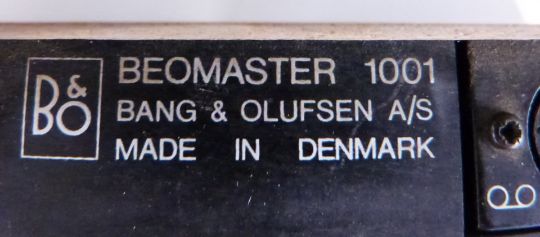 B&O
BEOMASTER 1001
BANG & OLUFSEN A/S
MADE IN DENMARK